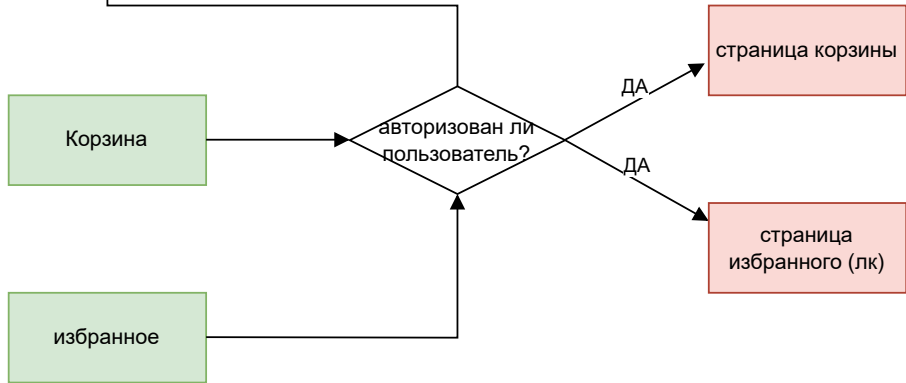 страница корзины
ДА
Корзина
авторизован ли
пользователь?
ДА
страница
избранного (лк)
избранное